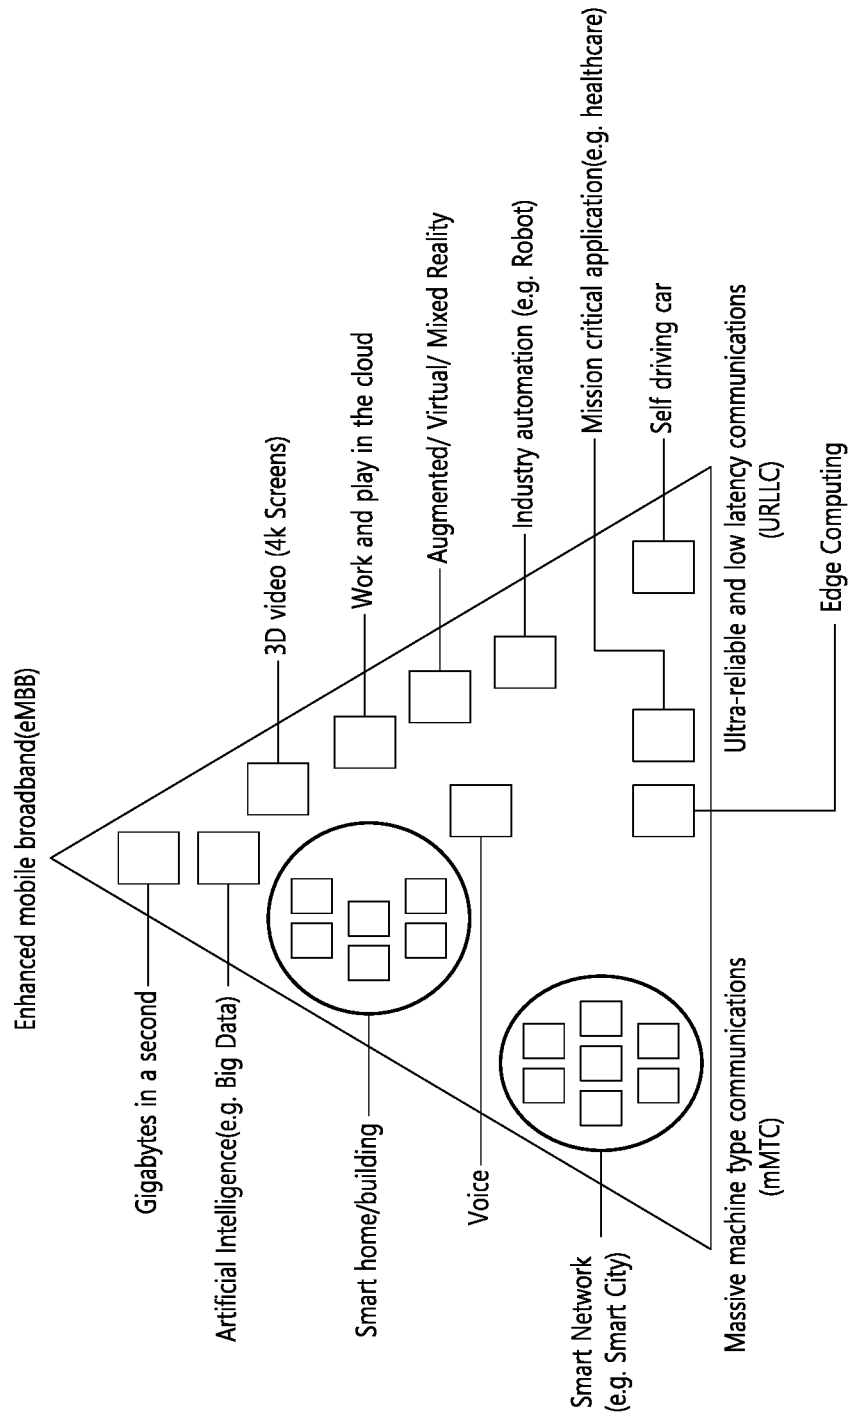 Enhanced mobile broadband(eMBB)
Gigabytes in a second
Artificial Intelligence(e.g. Big Data)
3D video (4k Screens)
Smart home/building
Work and play in the cloud
Augmented/ Virtual/ Mixed Reality
Voice
Industry automation (e.g. Robot)
Smart Network
(e.g. Smart City)
Mission critical application(e.g. healthcare)
Self driving car
Massive machine type communications
(mMTC)
Ultra-reliable and low latency communications
(URLLC)
Edge Computing